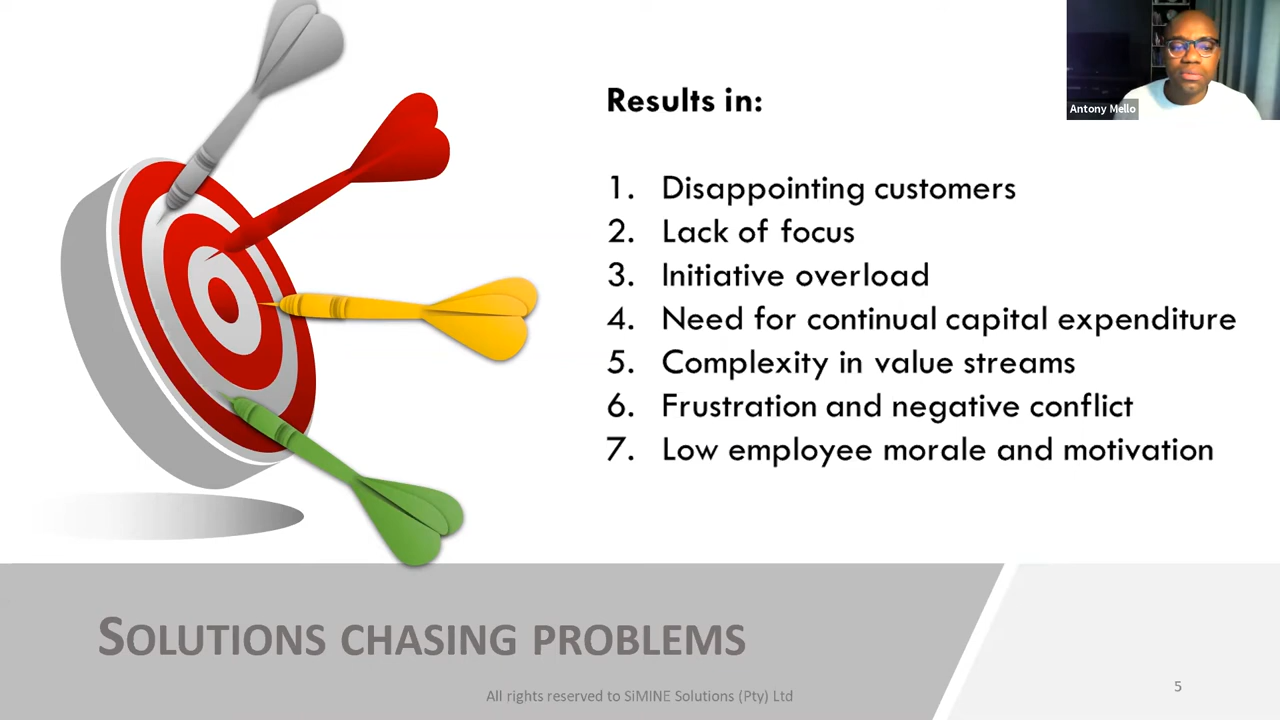 Results in:
1. Disappointing customers
2. Lack of focus
3. Initiative overload
4. Need for continual capital expenditure
5. Complexity in value streams
6. Frustration and negative conflict
7. Low employee morale and motivation
Antony Mello
SOLUTIONS CHASING PROBLEMS
All rights reserved to SiMINE Solutions (Pty) Ltd
5